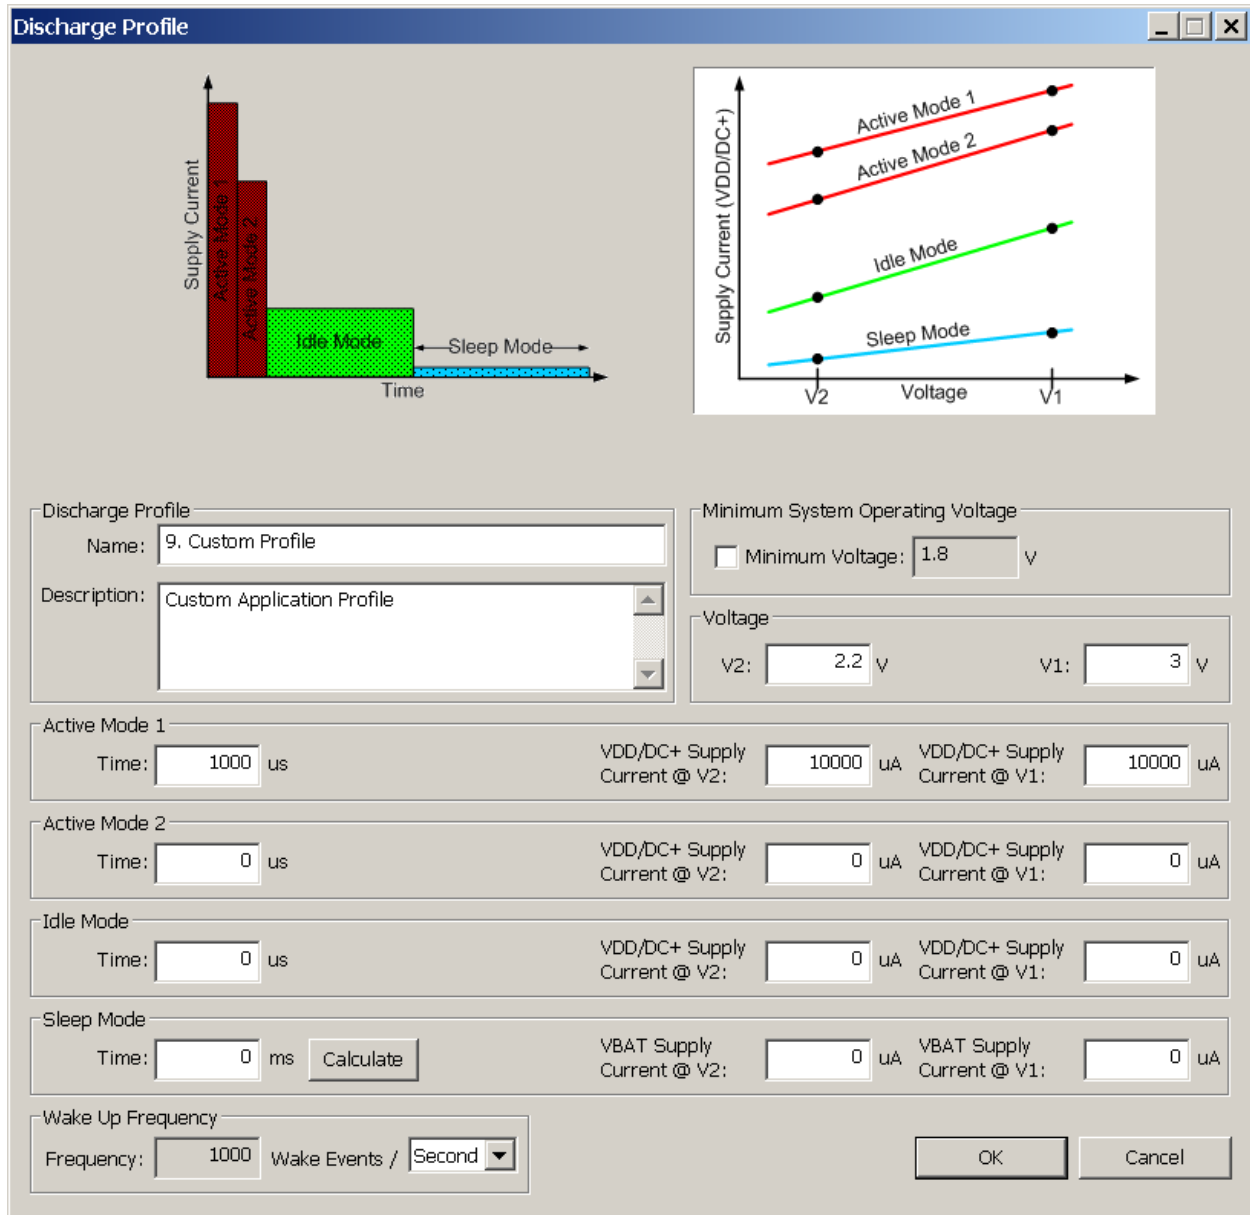 Discharge Profile
Supply Current
Active Mode 1
Active Mode 2
Idle Mode
Sleep Mode
Time
Supply Current (VDD/DC+)
Active Mode 1
Active Mode 2
Idle Mode
Sleep Mode
V2 Voltage V1
Discharge Profile
Name: 9. Custom Profile
Description: Custom Application Profile
Minimum System Operating Voltage
Minimum Voltage: 1.8 V
Voltage
V2: 2.2 V V1: 3 V
Active Mode 1
Time: 1000 us
VDD/DC+ Supply
Current @ V2: 10000 uA
VDD/DC+ Supply
Current @ V1: 10000 uA
Active Mode 2
Time: 0 us
VDD/DC+ Supply
Current @ V2: 0 uA
VDD/DC+ Supply
Current @ V1: 0 uA
Idle Mode
Time: 0 us
VDD/DC+ Supply
Current @ V2: 0 uA
VDD/DC+ Supply
Current @ V1: 0 uA
Sleep Mode
Time: 0 ms Calculate
VBAT Supply
Current @ V2: 0 uA
VBAT Supply
Current @ V1: 0 uA
Wake Up Frequency
Frequency: 1000 Wake Events / Second
OK Cancel